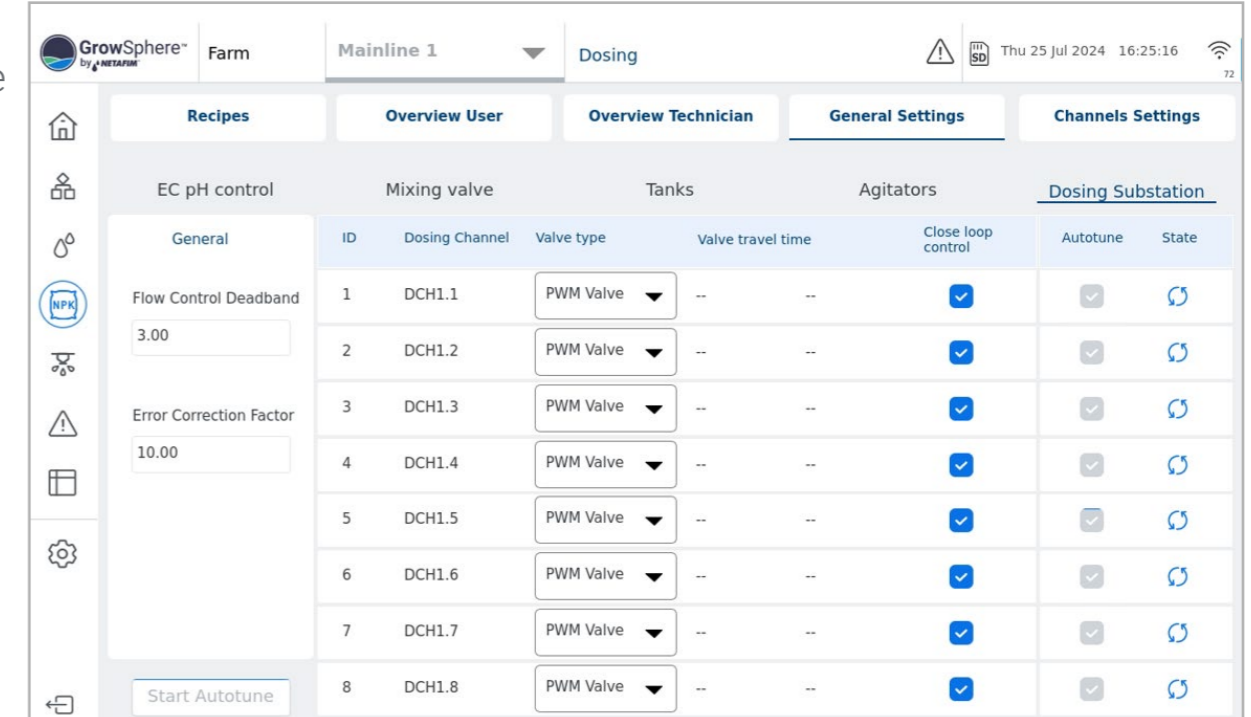 e
GrowSphere™ Farm Mainline 1 Dosing SD Thu 25 Jul 2024 16:25:16
by NETAFIM™ 72
Recipes Overview User Overview Technician General Settings Channels Settings
EC pH control Mixing valve Tanks Agitators Dosing Substation
General ID Dosing Channel Valve type Valve travel time Close loop control Autotune State
Flow Control Deadband 1 DCH1.1 PWM Valve -- --
NPK
3.00
2 DCH1.2 PWM Valve -- --
Error Correction Factor 3 DCH1.3 PWM Valve -- --
10.00 4 DCH1.4 PWM Valve -- --
5 DCH1.5 PWM Valve -- --
6 DCH1.6 PWM Valve -- --
7 DCH1.7 PWM Valve -- --
Start Autotune 8 DCH1.8 PWM Valve -- --